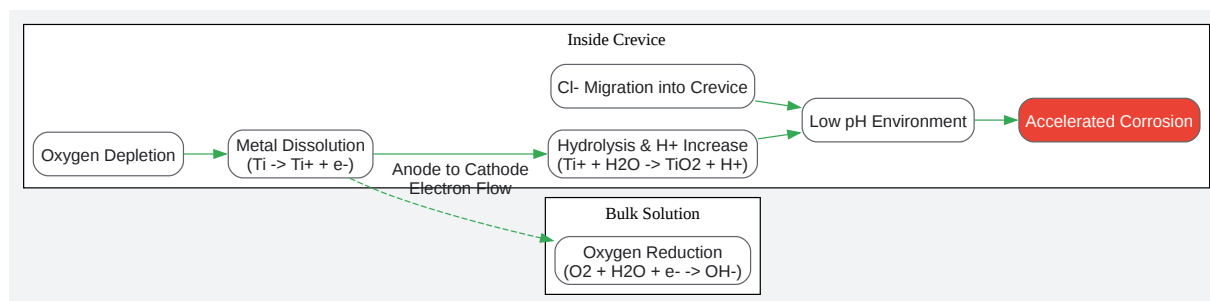 Inside Crevice
Cl- Migration into Crevice
Oxygen Depletion
Metal Dissolution
(Ti -> Ti+ + e-)
Hydrolysis & H+ Increase
(Ti+ + H2O -> TiO2 + H+)
Low pH Environment
Accelerated Corrosion
Anode to Cathode
Electron Flow
Bulk Solution
Oxygen Reduction
(O2 + H2O + e- -> OH-)